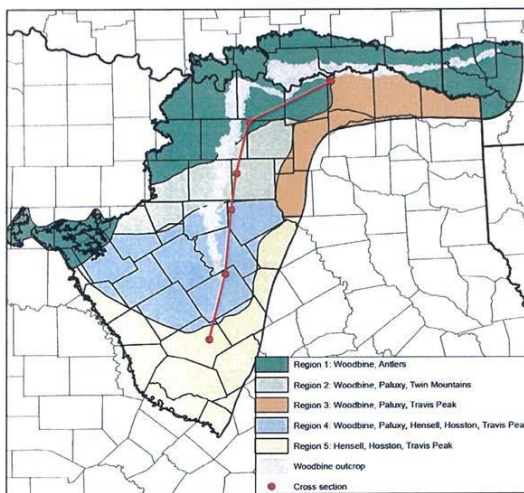 Region 1: Woodbine, Antlers
Region 2: Woodbine, Paluxy, Twin Mountains
Region 3: Woodbine, Paluxy, Travis Peak
Region 4: Woodbine, Paluxy, Hensell, Hosston, Travis Pea
Region 5: Hensell, Hosston, Travis Peak
Woodbine outcrop
Cross section